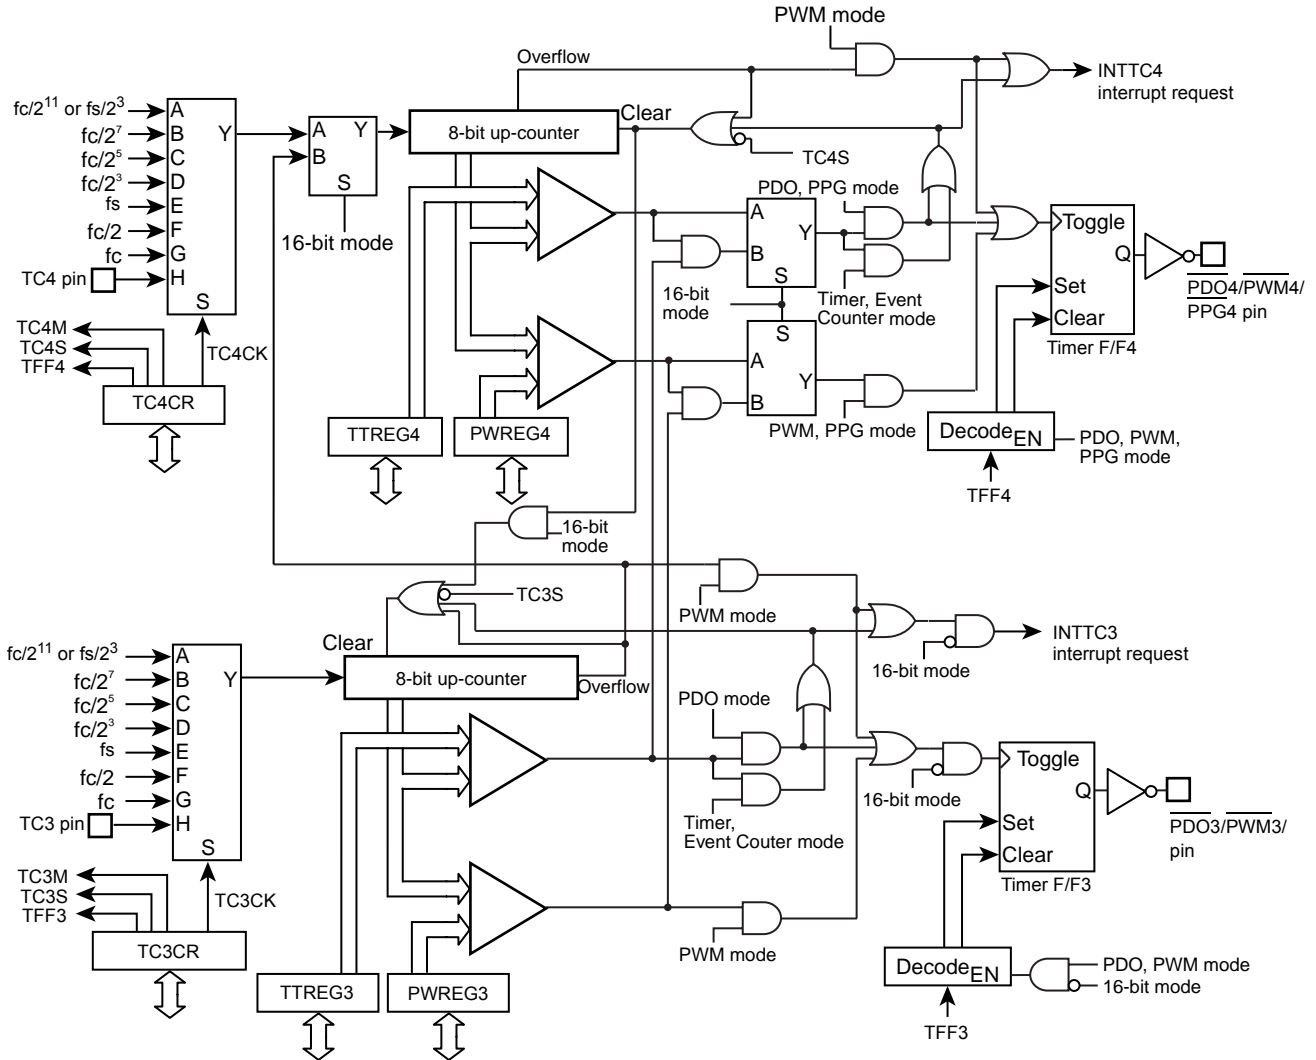 PWM mode
Overflow
INTTC4
interrupt request
fc/2¹¹ or fs/2³
fc/2⁷
fc/2⁵
fc/2³
fs
fc/2
fc
TC4 pin
A
B
C
D
E
F
G
H
Y
S
A
B
Y
S
16-bit mode
8-bit up-counter
Clear
TC4S
TC4M
TC4S
TFF4
TC4CK
TC4CR
TTREG4
PWREG4
PDO, PPG mode
A
B
Y
S
16-bit
mode
Timer, Event
Counter mode
S
A
B
Y
PWM, PPG mode
Toggle
Q
Set
Clear
Timer F/F4
PDO4/PWM4/
PPG4 pin
Decode EN
PDO, PWM,
PPG mode
TFF4
16-bit
mode
TC3S
PWM mode
INTTC3
interrupt request
16-bit mode
Clear
8-bit up-counter
Overflow
fc/2¹¹ or fs/2³
fc/2⁷
fc/2⁵
fc/2³
fs
fc/2
fc
TC3 pin
A
B
C
D
E
F
G
H
Y
S
TC3M
TC3S
TFF3
TC3CK
TC3CR
TTREG3
PWREG3
PDO mode
Timer,
Event Couter mode
16-bit mode
PWM mode
Toggle
Q
Set
Clear
Timer F/F3
PDO3/PWM3/
pin
Decode EN
PDO, PWM mode
16-bit mode
TFF3